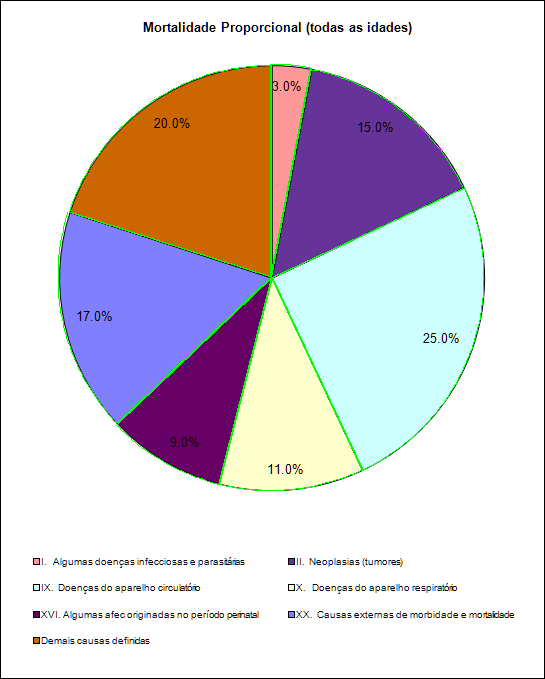 Mortalidade Proporcional (todas as idades)
3.0%
15.0%
20.0%
17.0%
25.0%
9.0%
11.0%
I. Algumas doenças infecciosas e parasitárias
II. Neoplasias (tumores)
IX. Doenças do aparelho circulatório
X. Doenças do aparelho respiratório
XVI. Algumas afec originadas no período perinatal
XX. Causas externas de morbidade e mortalidade
Demais causas definidas